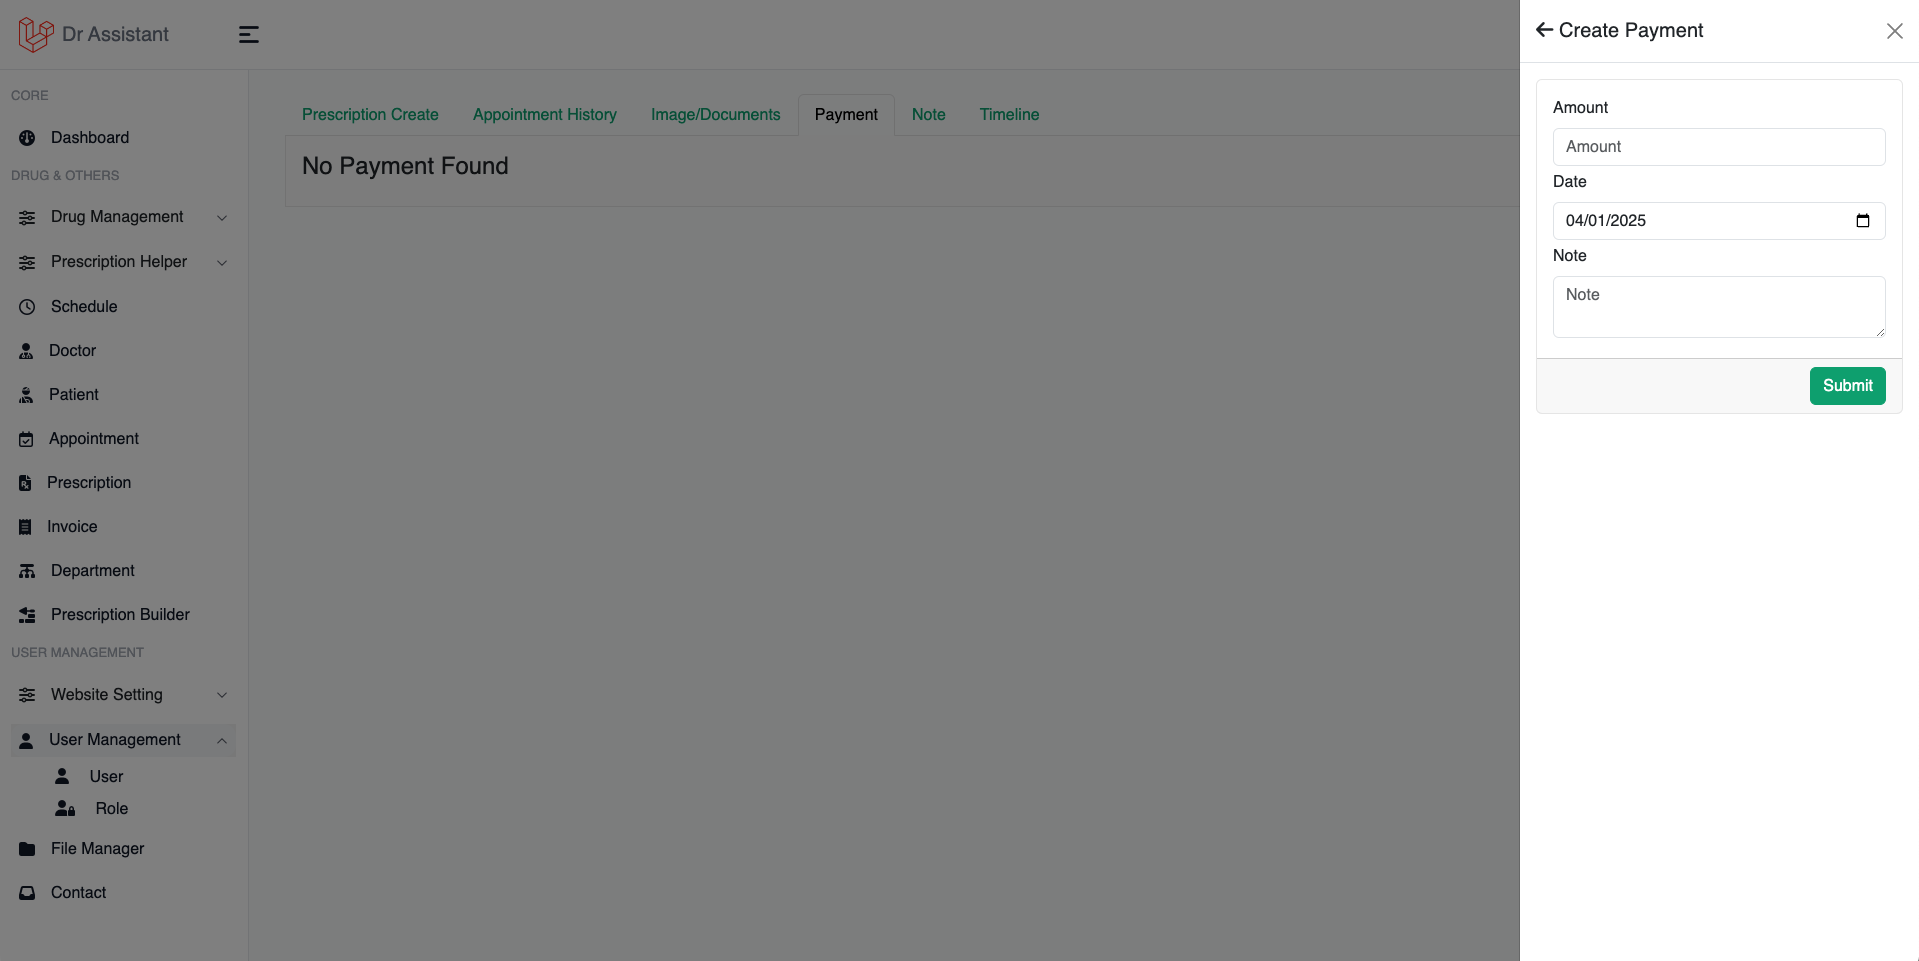 Dr Assistant
CORE
Dashboard
DRUG & OTHERS
Drug Management
Prescription Helper
Schedule
Doctor
Patient
Appointment
Prescription
Invoice
Department
Prescription Builder
USER MANAGEMENT
Website Setting
User Management
User
Role
File Manager
Contact
Prescription Create
Appointment History
Image/Documents
Payment
Note
Timeline
No Payment Found
Create Payment
Amount
Amount
Date
04/01/2025
Note
Note
Submit